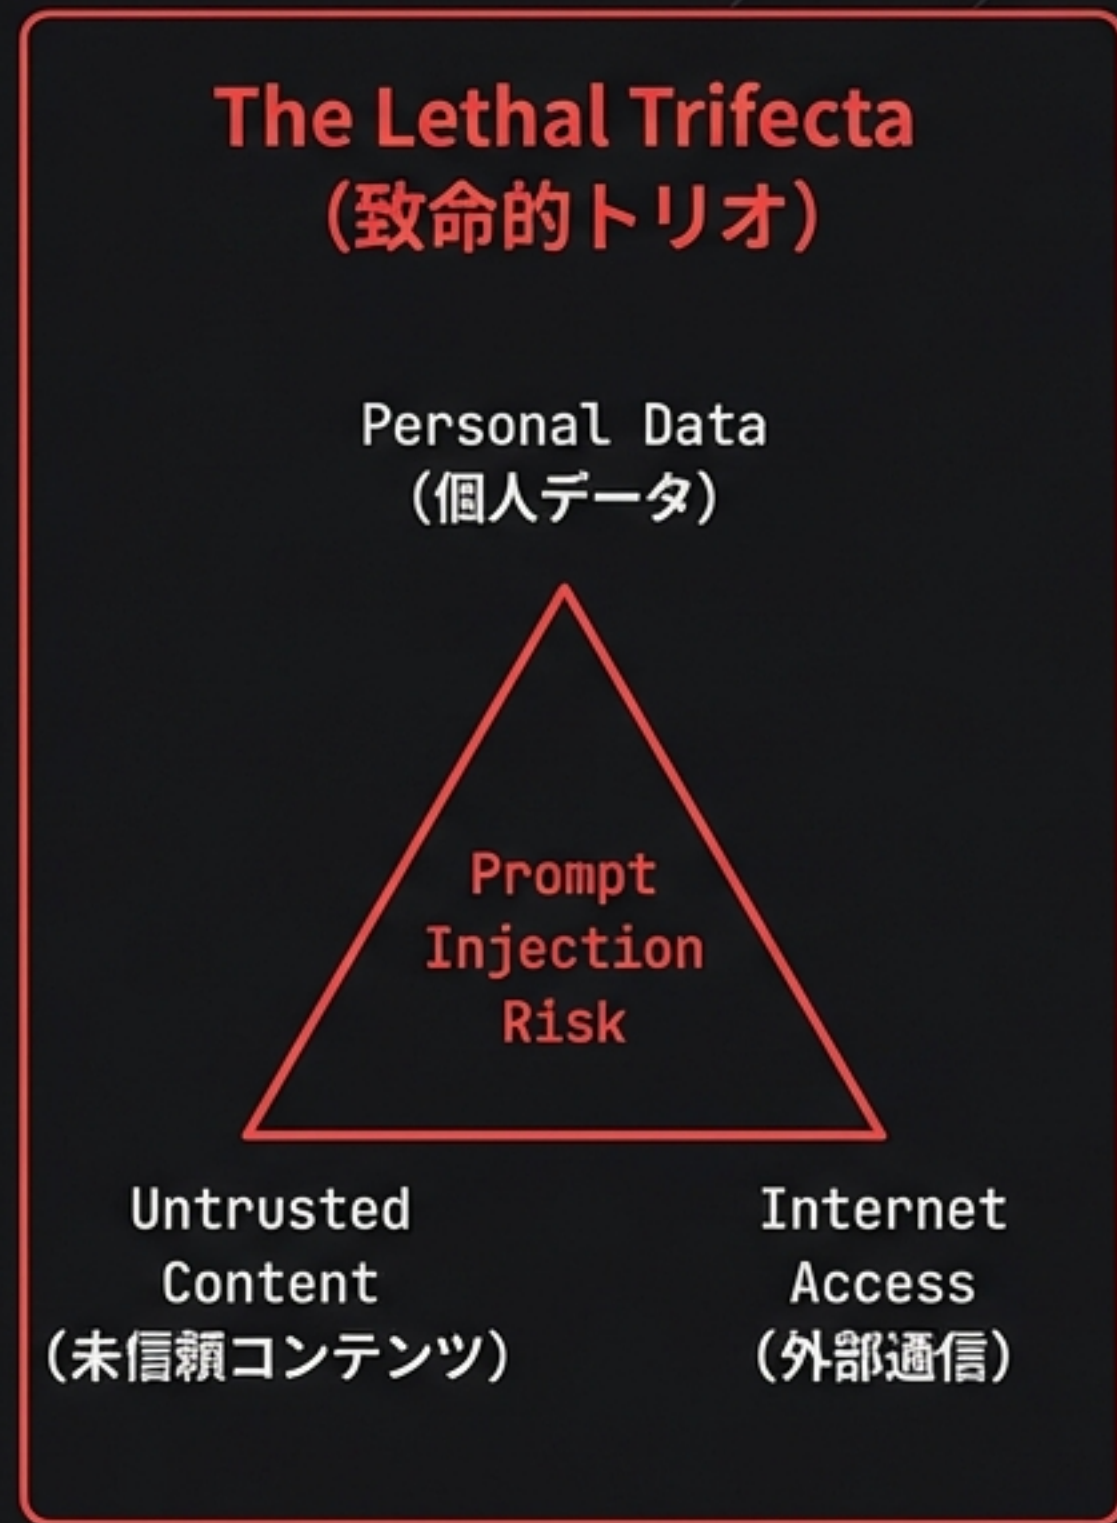 The Lethal Trifecta
（致命的トリオ）
Personal Data
（個人データ）
Prompt
Injection
Risk
Untrusted
Content
（未信頼コンテンツ）
Internet
Access
（外部通信）